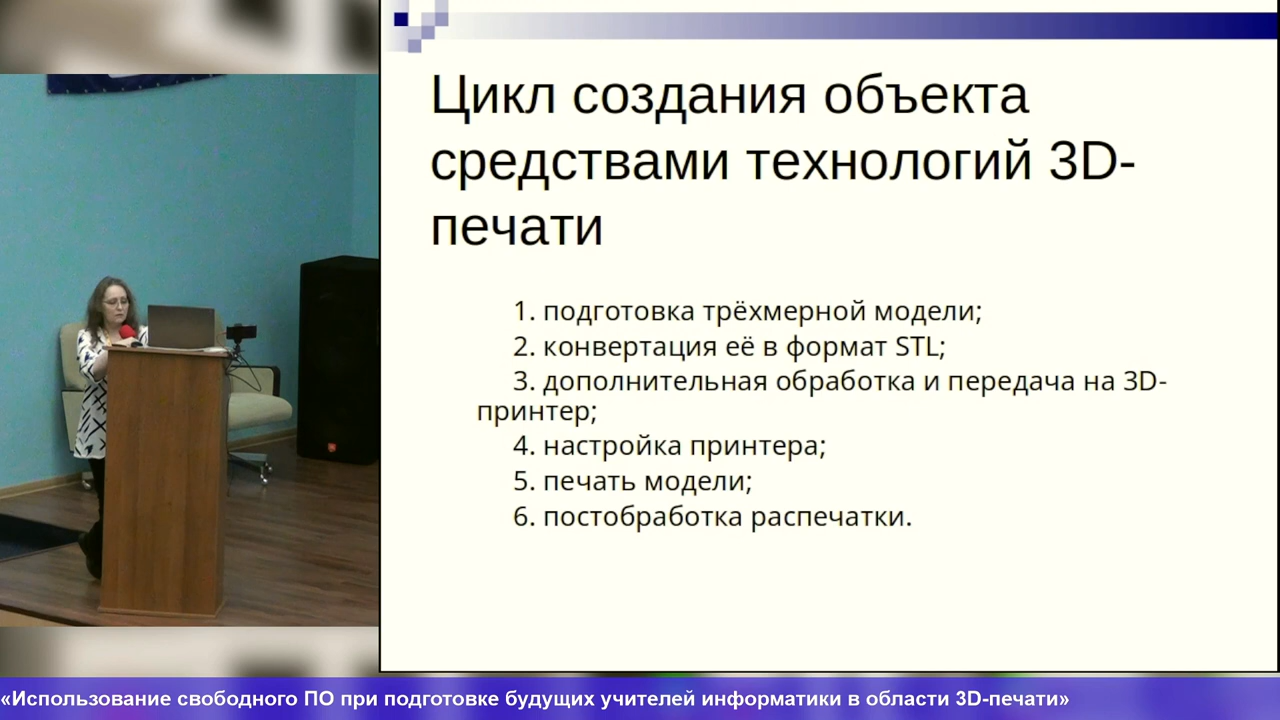 Цикл создания объекта
средствами технологий 3D-
печати
1. подготовка трёхмерной модели;
2. конвертация её в формат STL;
3. дополнительная обработка и передача на 3D-
принтер;
4. настройка принтера;
5. печать модели;
6. постобработка распечатки.
«Использование свободного ПО при подготовке будущих учителей информатики в области 3D-печати»